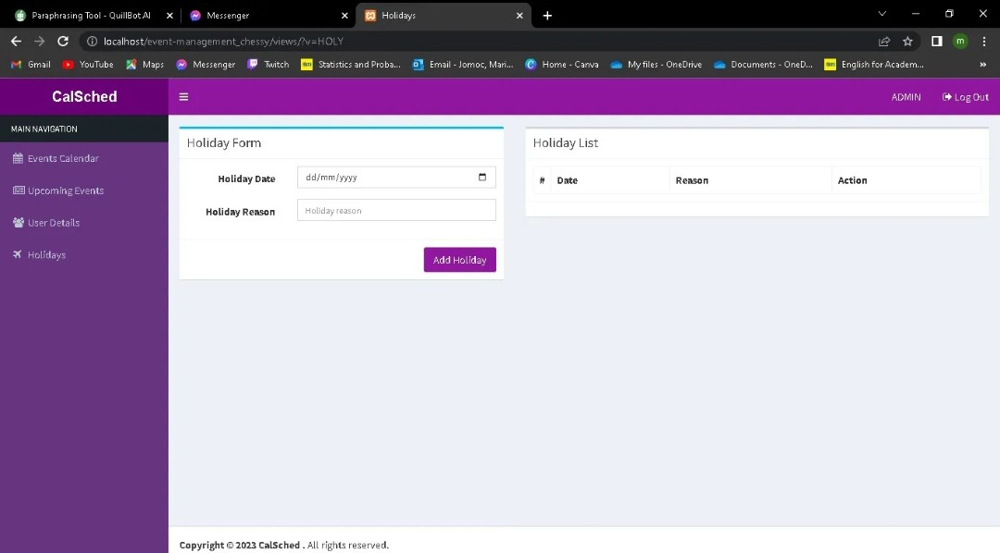 Paraphrasing Tool - QuillBot AI
Messenger
Holidays
localhost/event-management_chessy/views/?v=HOLY
m
Gmail
YouTube
Maps
Messenger
Twitch
Statistics and Proba...
Email - Jomoc, Mari...
Home - Canva
My files - OneDrive
Documents - OneD...
English for Academ...
CalSched
ADMIN
Log Out
MAIN NAVIGATION
Events Calendar
Upcoming Events
User Details
Holidays
Holiday Form
Holiday Date
dd/mm/yyyy
Holiday Reason
Holiday reason
Add Holiday
Holiday List
# Date Reason Action
Copyright © 2023 CalSched . All rights reserved.